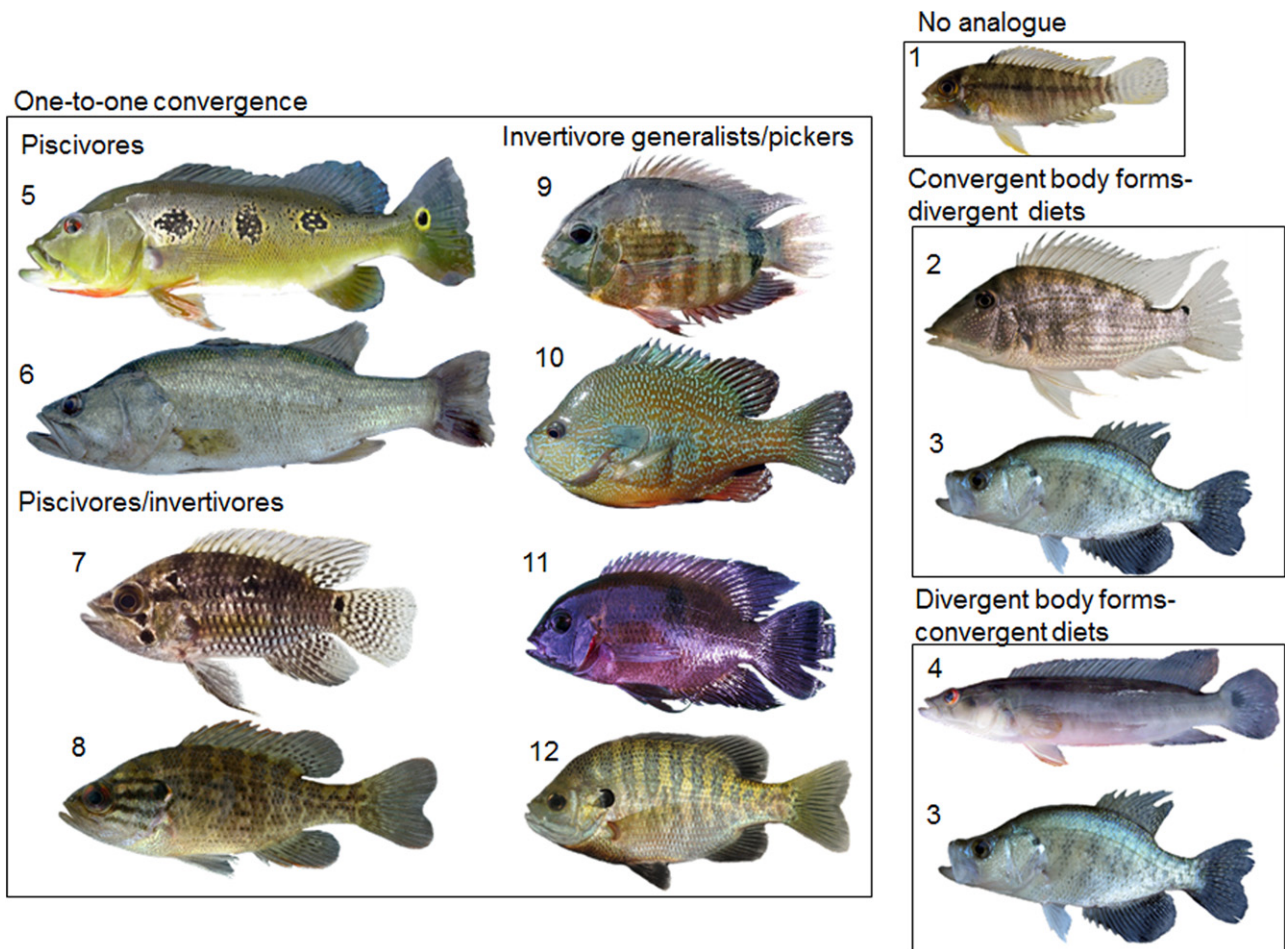 No analogue
1
One-to-one convergence
Piscivores
5
6
Piscivores/invertivores
7
8
Invertivore generalists/pickers
9
10
11
12
Convergent body forms-
divergent diets
2
3
Divergent body forms-
convergent diets
4
3